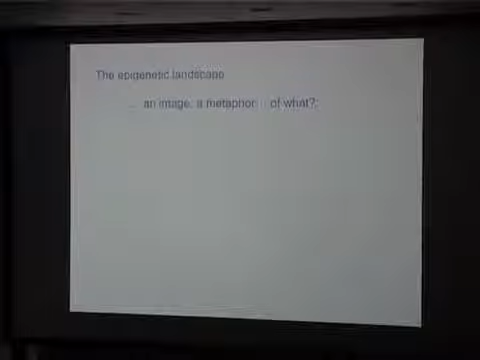 The epigenetic landscape
... an image, a metaphor ... of what?: